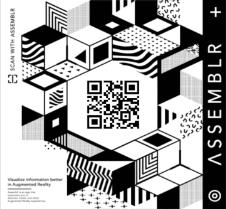 SCAN WITH ASSEMBLR
ASSEMBLR
Visualize information better
in Augmented Reality